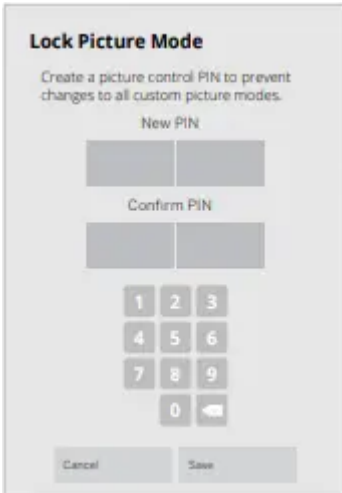 Lock Picture Mode
Create a picture control PIN to prevent
changes to all custom picture modes.
New PIN
Confirm PIN
1 2 3
4 5 6
7 8 9
0
Cancel Save